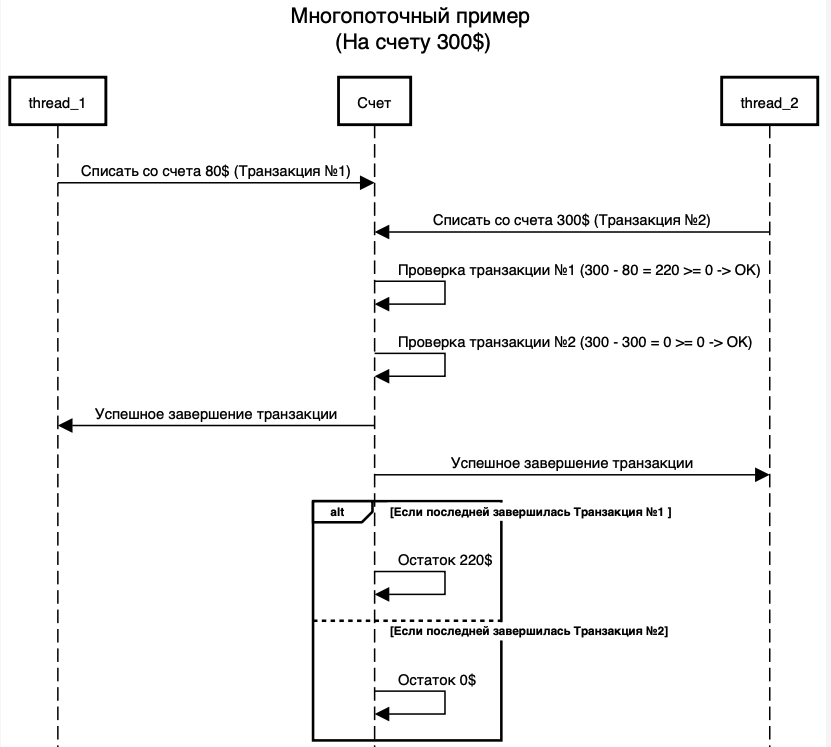 Многопоточный пример
(На счету 300$)
thread_1
Счет
thread_2
Списать со счета 80$ (Транзакция №1)
Списать со счета 300$ (Транзакция №2)
Проверка транзакции №1 (300 - 80 = 220 >= 0 -> OK)
Проверка транзакции №2 (300 - 300 = 0 >= 0 -> OK)
Успешное завершение транзакции
Успешное завершение транзакции
alt
[Если последней завершилась Транзакция №1 ]
Остаток 220$
[Если последней завершилась Транзакция №2]
Остаток 0$